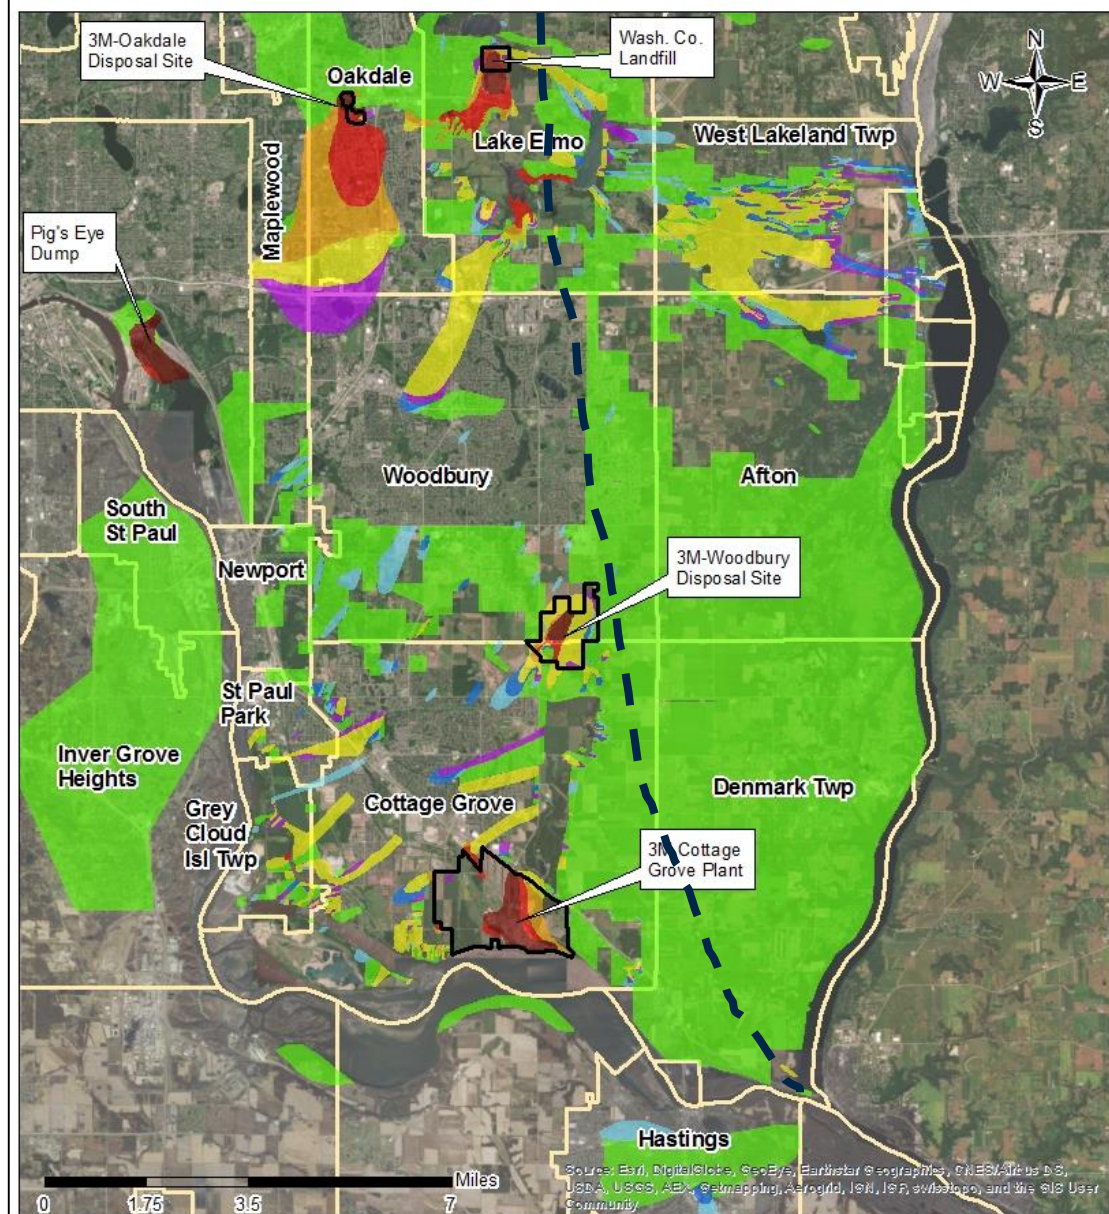 3M-Oakdale
Disposal Site
Wash. Co.
Landfill
N
W
E
S
Oakdale
Lake Elmo
West Lakeland Twp
Maplewood
Pig's Eye
Dump
Woodbury
Afton
South
St Paul
Newport
3M-Woodbury
Disposal Site
St Paul
Park
Inver Grove
Heights
Denmark Twp
Grey
Cloud
Isl Twp
Cottage Grove
3M-Cottage
Grove Plant
Hastings
Miles
0 1.75 3.5 7
Source: Esri, DigitalGlobe, GeoEye, Earthstar Geographics, CNES/Airbus DS,
USDA, USGS, AEX, Getmapping, Aerogrid, IGN, IGP, swisstopo, and the GIS User
Community